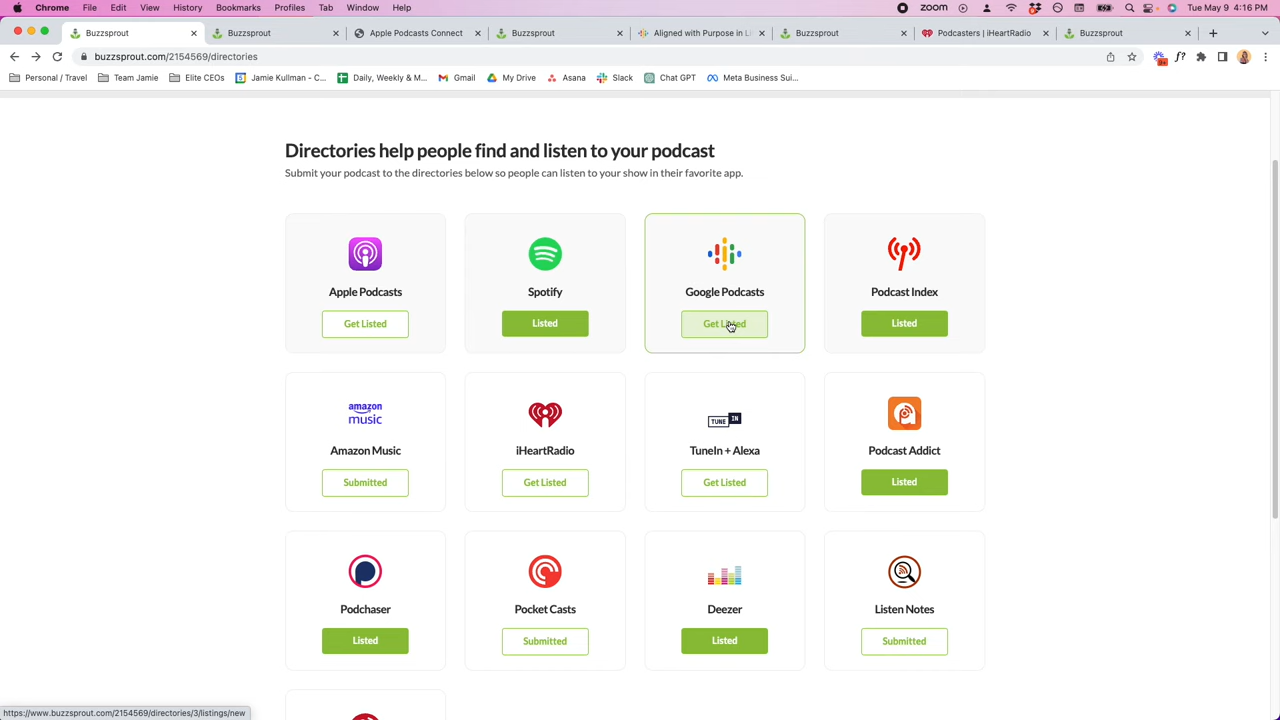 Chrome File Edit View History Bookmarks Profiles Tab Window Help zoom Tue May 9 4:16 PM
Buzzsprout Buzzsprout Apple Podcasts Connect Buzzsprout Aligned with Purpose in Li Buzzsprout Podcasters | iHeartRadio Buzzsprout
buzzsprout.com/2154569/directories
Personal / Travel Team Jamie Elite CEOs Jamie Kullman - C... Daily, Weekly & M... Gmail My Drive Asana Slack Chat GPT Meta Business Sui...
Directories help people find and listen to your podcast
Submit your podcast to the directories below so people can listen to your show in their favorite app.
Apple Podcasts Spotify Google Podcasts Podcast Index
Get Listed Listed Get Listed Listed
amazon music TUNE IN
Amazon Music iHeartRadio TuneIn + Alexa Podcast Addict
Submitted Get Listed Get Listed Listed
Podchaser Pocket Casts Deezer Listen Notes
Listed Submitted Listed Submitted
https://www.buzzsprout.com/2154569/directories/3/listings/new